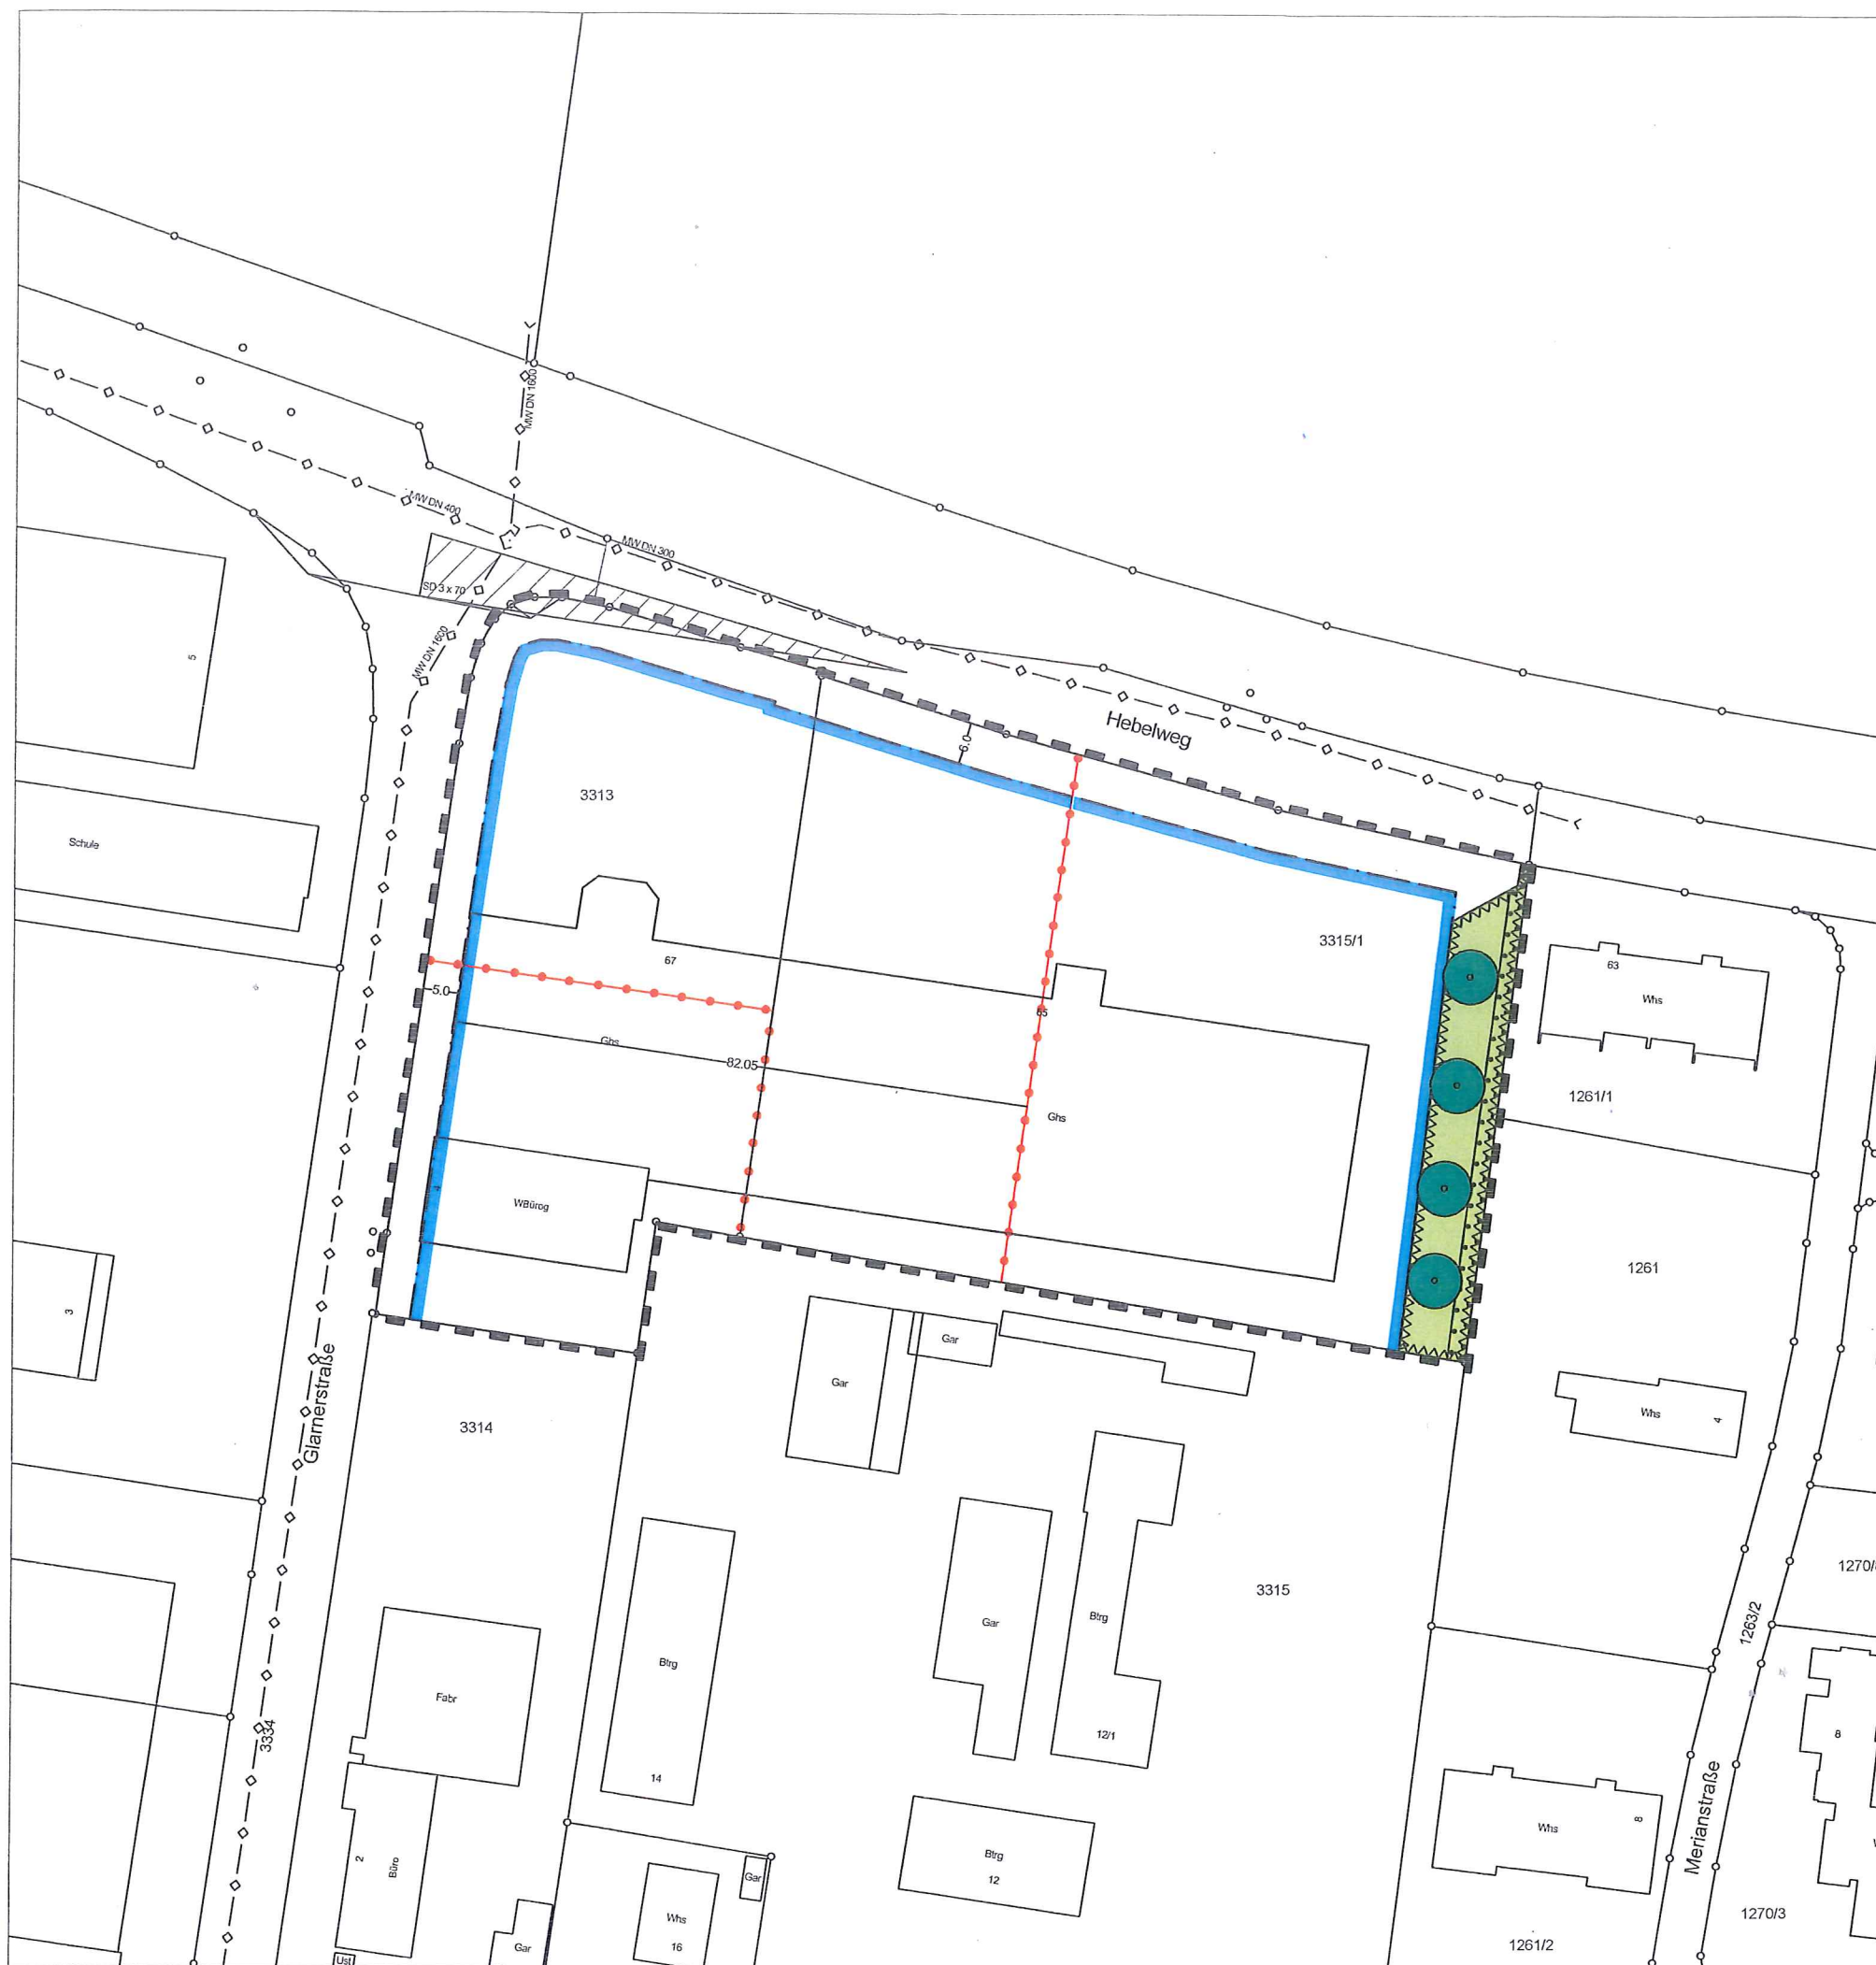 MW DN 1600
MW DN 400
MW DN 300
SD 3 x 70
MW DN 1600
5
Hebelweg
6.0
3313
Schule
3315/1
67
63
Whs
5.0
65
Ghs
82.05
Ghs
1261/1
WBürog
1261
3
Gar
Gar
Whs
4
Glarnerstraße
3314
3315
1270/
1263/2
Gar
Btrg
Btrg
Fabr
3334
12/1
14
8
Merianstraße
Whs
8
Btrg
12
2
Büro
Gar
Whs
16
Gar
1270/3
1261/2
Ust